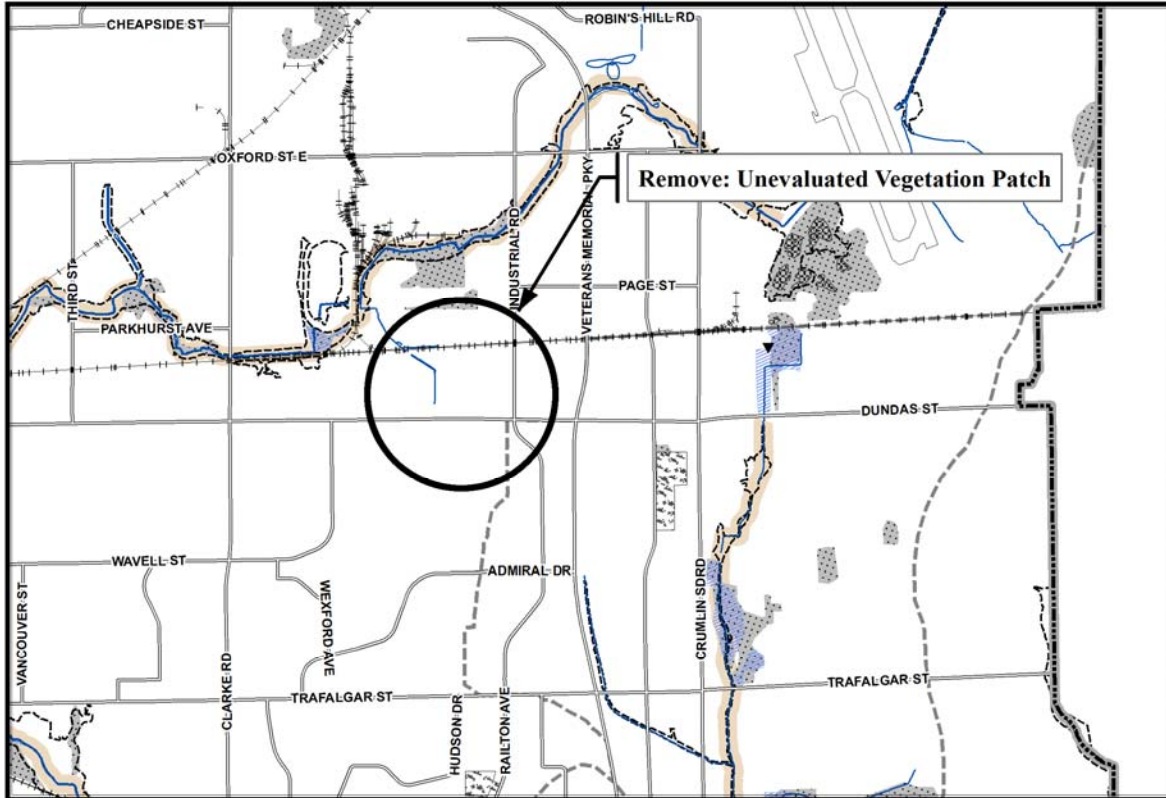 CHEAPSIDE ST
ROBIN'S HILL RD
OXFORD ST E
Remove: Unevaluated Vegetation Patch
THIRD ST
INDUSTRIAL RD
VETERANS MEMORIAL PKY
PAGE ST
PARKHURST AVE
DUNDAS ST
WAVELL ST
ADMIRAL DR
VANCOUVER ST
CLARKE RD
WEXFORD AVE
CRUMLIN SDRD
TRAFALGAR ST
TRAFALGAR ST
HUDSON DR
RAILTON AVE